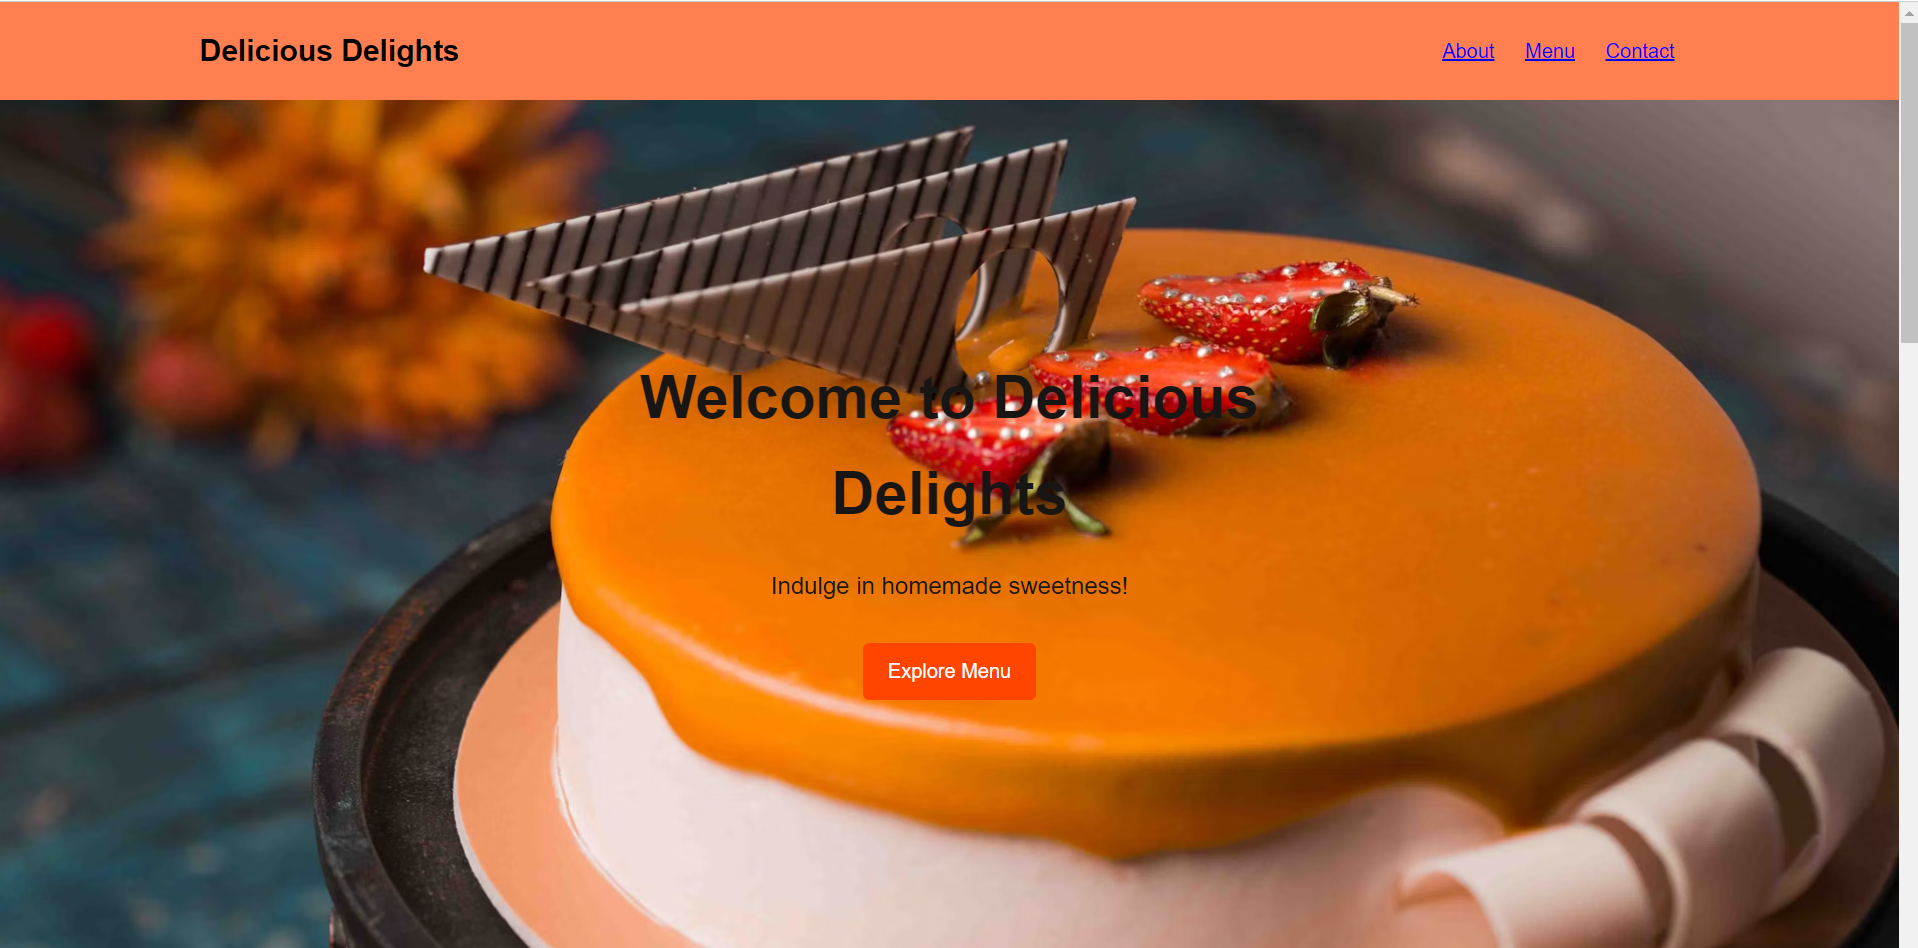 Delicious Delights
About Menu Contact
Welcome to Delicious
Delights
Indulge in homemade sweetness!
Explore Menu